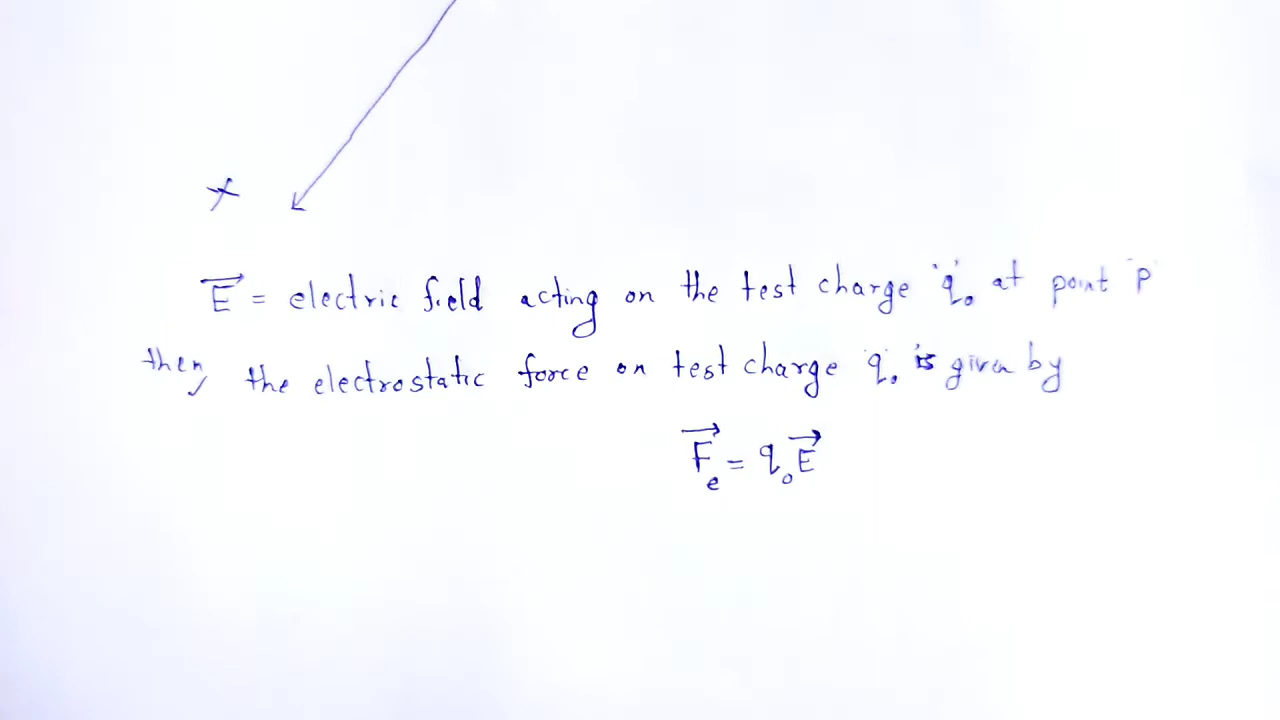 x
E⃗ = electric field acting on the test charge 'q₀' at point 'P'
then, the electrostatic force on test charge 'q₀' is given by
F⃗ₑ = q₀E⃗